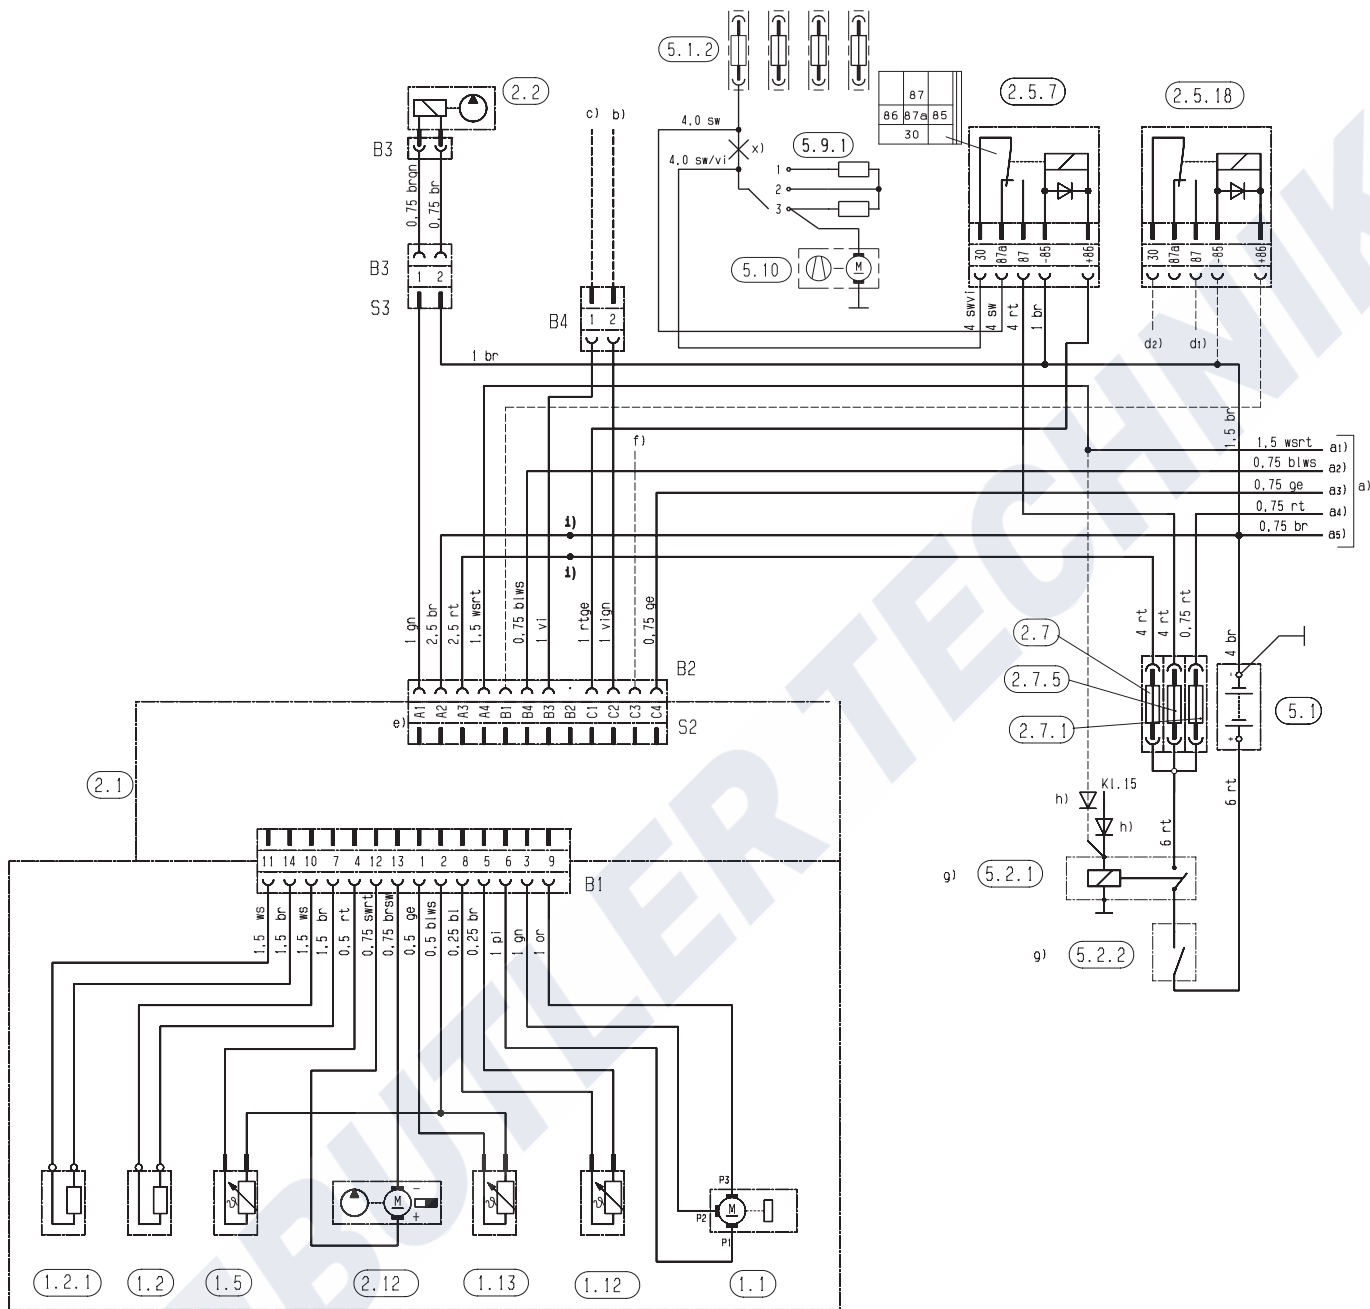 5.1.2
2.2
c) b)
87
86 87a 85
30
2.5.7
2.5.18
B3
4,0 sw
x)
4,0 sw/vi
5.9.1
1
2
3
0,75 brgn
0,75 br
B3
1 2
S3
5.10
M
30 87a 87 -85 +86
30 87a 87 -85 +86
4 swvi
4 sw
4 rt
1 br
d2) d1)
B4
1 2
1 br
1,5 br
f)
1,5 wsrt a1)
0,75 blws a2)
0,75 ge a3)
0,75 rt a4)
0,75 br a5)
a)
i)
i)
1 gn
2,5 br
2,5 rt
1,5 wsrt
0,75 blws
1 vi
1 rtge
1 vign
0,75 ge
4 rt
4 rt
0,75 rt
4 br
B2
e) A1 A2 A3 A4 B1 B4 B3 B2 C1 C2 C3 C4
S2
2.7
2.7.5
2.7.1
-
+
5.1
2.1
6 rt
6 rt
Kl.15
h)
h)
11 14 10 7 4 12 13 1 2 8 5 6 3 9
B1
g) 5.2.1
g) 5.2.2
1,5 ws
1,5 br
1,5 ws
1,5 br
0,5 rt
0,75 swrt
0,75 brsw
0,5 ge
0,5 blws
0,25 bl
0,25 br
1 pi
1 gn
1 or
ϑ
M
-
+
ϑ
ϑ
P3
P2
M
P1
1.2.1
1.2
1.5
2.12
1.13
1.12
1.1
BUTLER TECHNIK